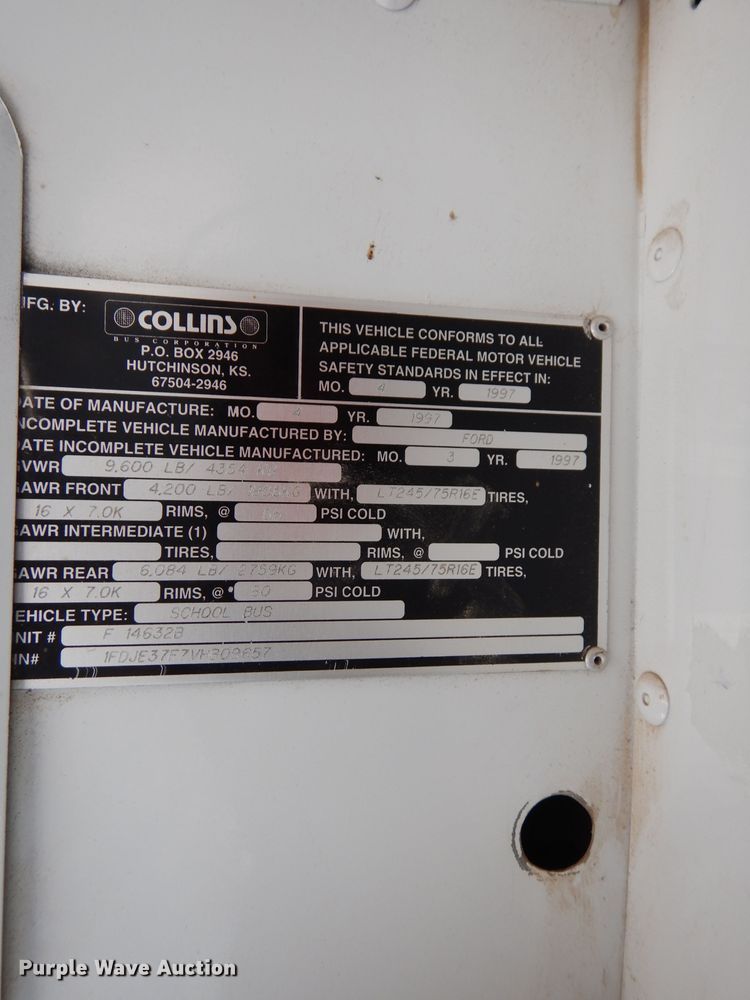 MFG. BY:
COLLINS
BUS CORPORATION
P.O. BOX 2946
HUTCHINSON, KS.
67504-2946
THIS VEHICLE CONFORMS TO ALL
APPLICABLE FEDERAL MOTOR VEHICLE
SAFETY STANDARDS IN EFFECT IN:
MO. 4 YR. 1997
DATE OF MANUFACTURE: MO. 4 YR. 1997
INCOMPLETE VEHICLE MANUFACTURED BY: FORD
DATE INCOMPLETE VEHICLE MANUFACTURED: MO. 3 YR. 1997
GVWR 9,600 LB/ 4354 KG
GAWR FRONT 4,200 LB/ WITH, LT245/75R16E TIRES,
16 X 7.0K RIMS, @ PSI COLD
GAWR INTERMEDIATE (1) WITH,
TIRES, RIMS, @ PSI COLD
GAWR REAR 6,084 LB/ 2759KG WITH, LT245/75R16E TIRES,
16 X 7.0K RIMS, @ PSI COLD
VEHICLE TYPE: SCHOOL BUS
UNIT # F 14632B
VIN# 1FDJE37F7VHB09657
Purple Wave Auction